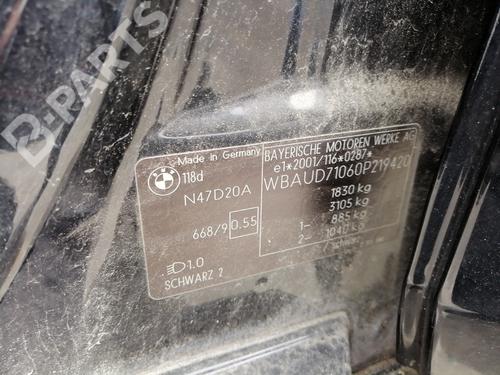 B-PARTS
Made in Germany
118d
N47D20A
668/9 0.55
1.0
SCHWARZ 2
BAYERISCHE MOTOREN WERKE AG
e1*2001/116*0287*
WBAUD71060P219420
1830 kg
3105 kg
1- 885 kg
2- 1040 kg